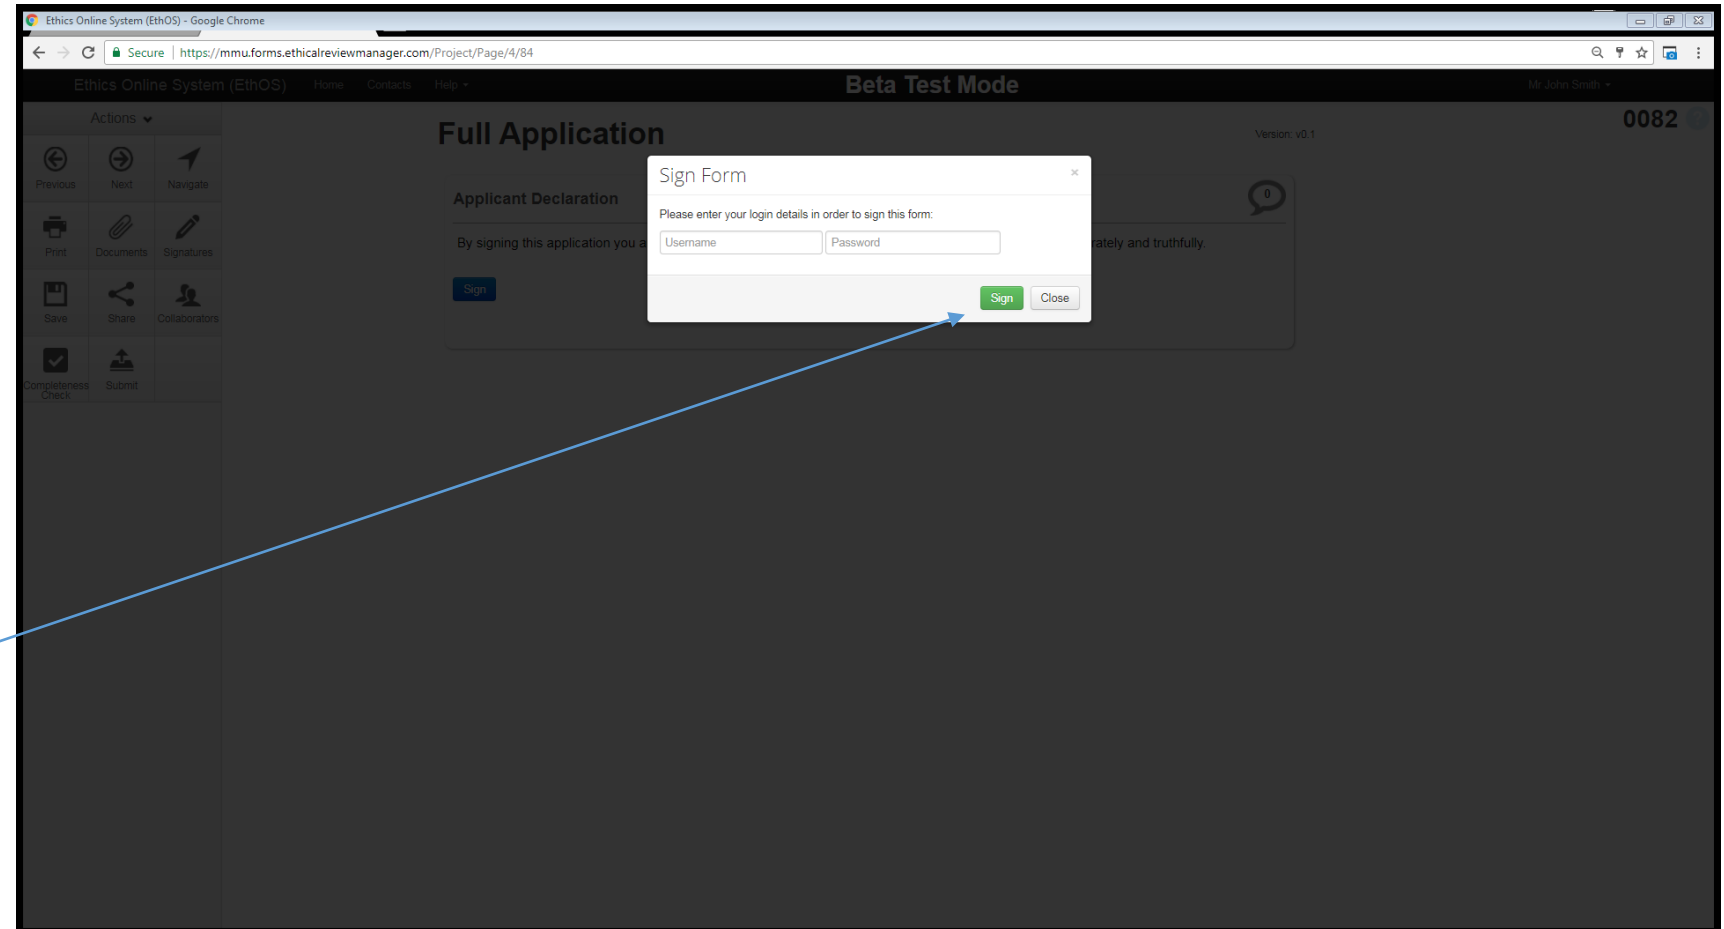 Ethics Online System (EthOS) - Google Chrome
Secure | https://mmu.forms.ethicalreviewmanager.com/Project/Page/4/84
Ethics Online System (EthOS) Home Contacts Help Beta Test Mode Mr John Smith
Actions
0082
Full Application
Version: v0.1
Previous Next Navigate
Print Documents Signatures
Save Share Collaborators
Completeness Check Submit
Applicant Declaration
0
By signing this application you a
rately and truthfully.
Sign
Sign Form
×
Please enter your login details in order to sign this form:
Username Password
Sign Close